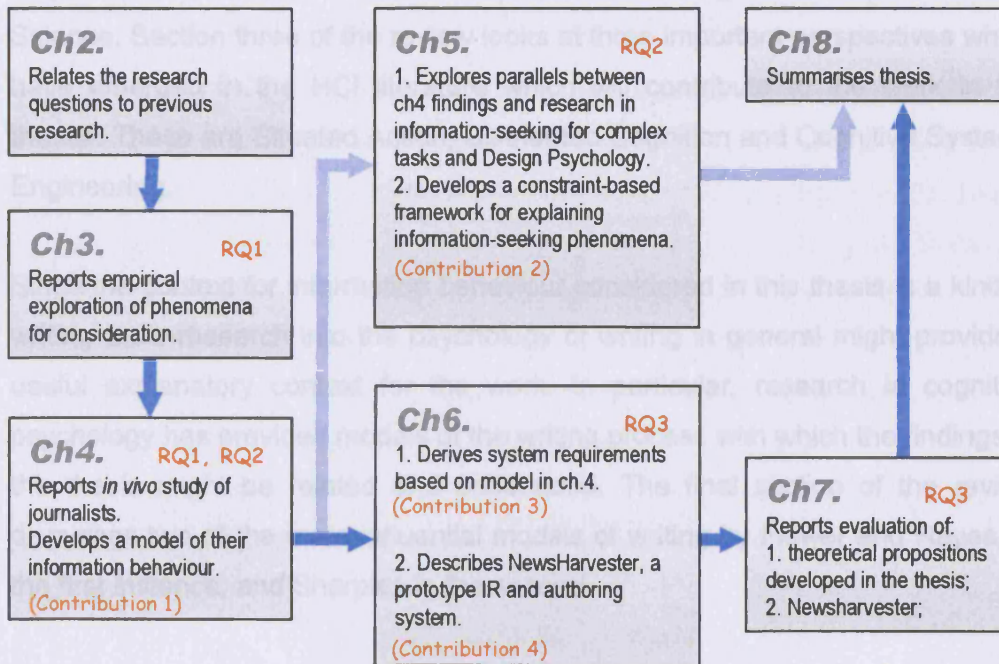 Ch2.
Relates the research
questions to previous
research.
Ch3. RQ1
Reports empirical
exploration of phenomena
for consideration.
Ch4. RQ1, RQ2
Reports in vivo study of
journalists.
Develops a model of their
information behaviour.
(Contribution 1)
Ch5. RQ2
1. Explores parallels between
ch4 findings and research in
information-seeking for complex
tasks and Design Psychology.
2. Develops a constraint-based
framework for explaining
information-seeking phenomena.
(Contribution 2)
Ch6. RQ3
1. Derives system requirements
based on model in ch.4.
(Contribution 3)
2. Describes NewsHarvester, a
prototype IR and authoring
system.
(Contribution 4)
Ch7. RQ3
Reports evaluation of.
1. theoretical propositions
developed in the thesis;
2. Newsharvester;
Ch8.
Summarises thesis.